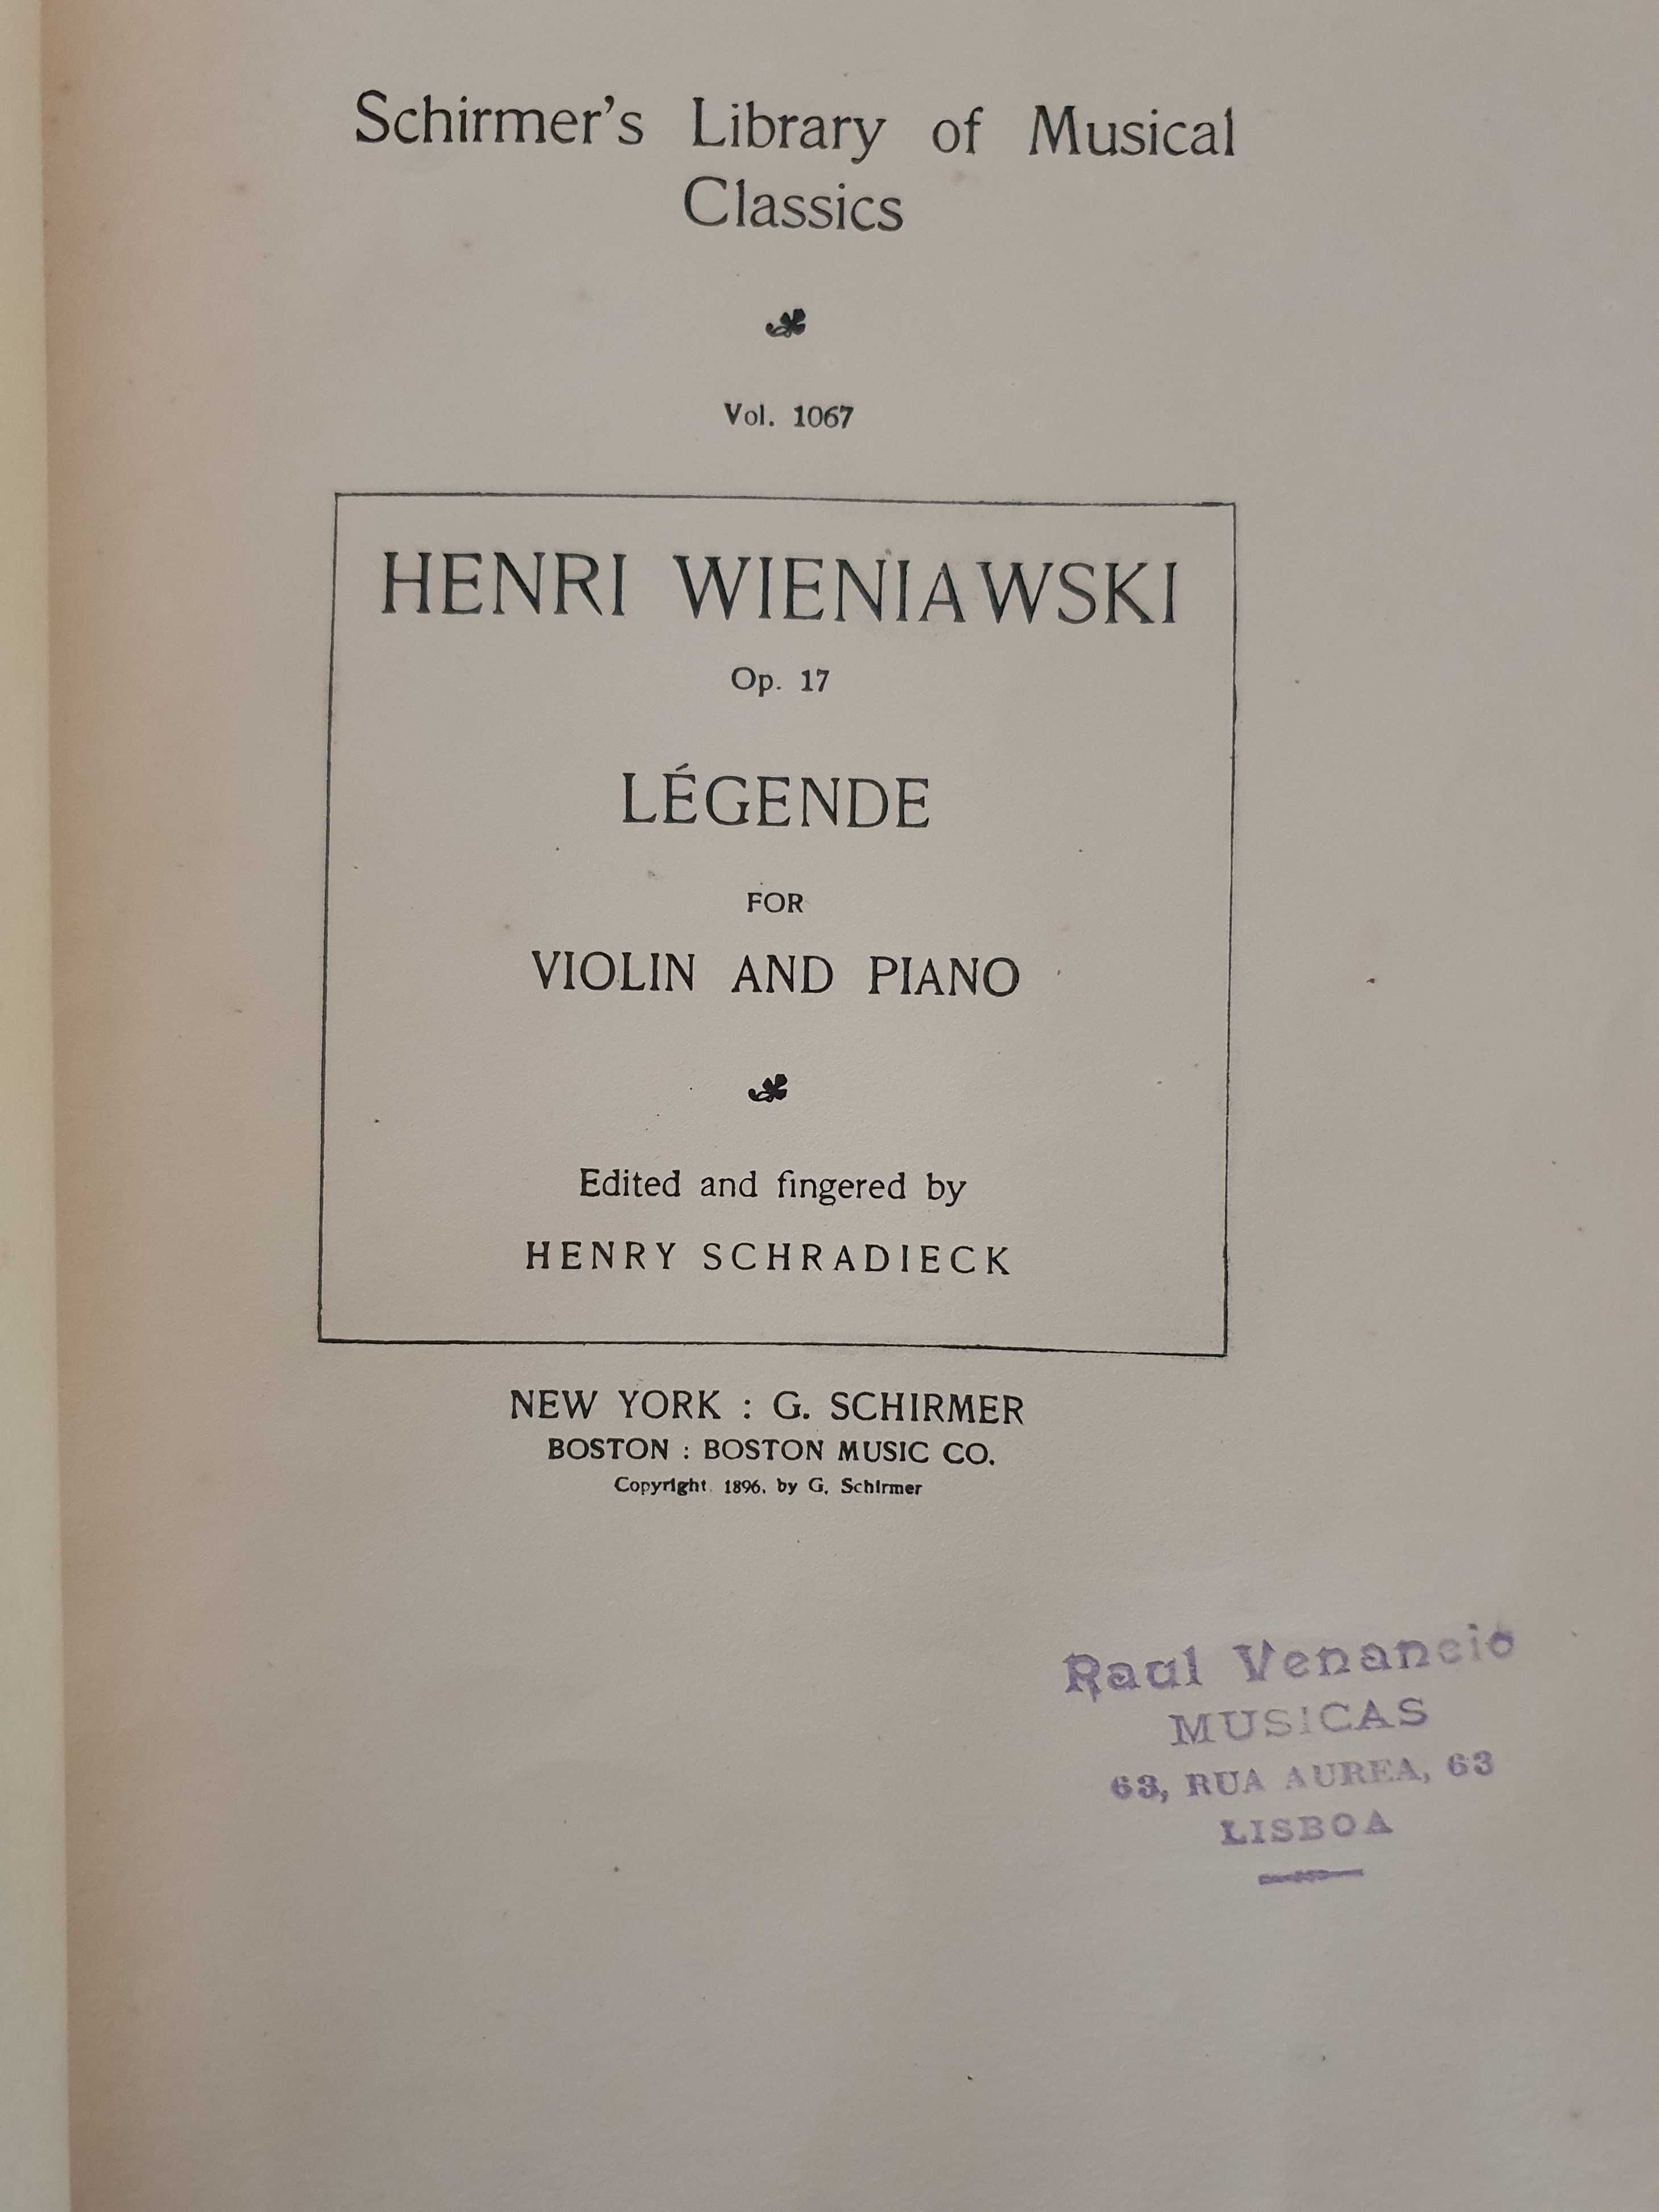 Schirmer's Library of Musical
Classics
Vol. 1067
HENRI WIENIAWSKI
Op. 17
LÉGENDE
FOR
VIOLIN AND PIANO
Edited and fingered by
HENRY SCHRADIECK
NEW YORK : G. SCHIRMER
BOSTON : BOSTON MUSIC CO.
Copyright, 1896, by G. Schirmer
Raul Venancio
MUSICAS
63, RUA AUREA, 63
LISBOA